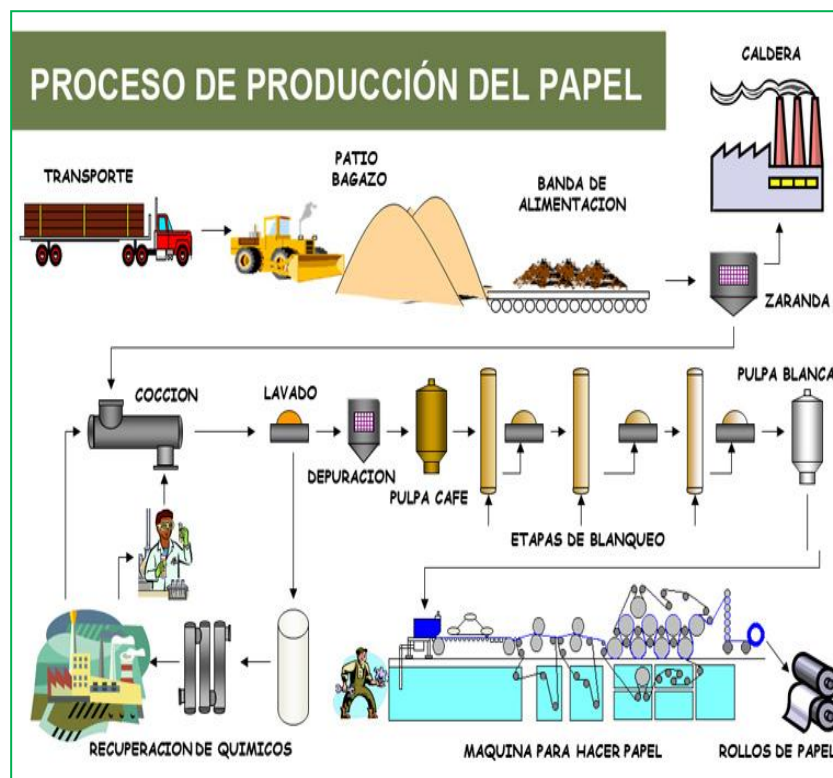 PROCESO DE PRODUCCIÓN DEL PAPEL
CALDERA
TRANSPORTE
PATIO
BAGAZO
BANDA DE
ALIMENTACION
ZARANDA
COCCION
LAVADO
DEPURACION
PULPA CAFE
ETAPAS DE BLANQUEO
PULPA BLANCA
RECUPERACION DE QUIMICOS
MAQUINA PARA HACER PAPEL
ROLLOS DE PAPEL